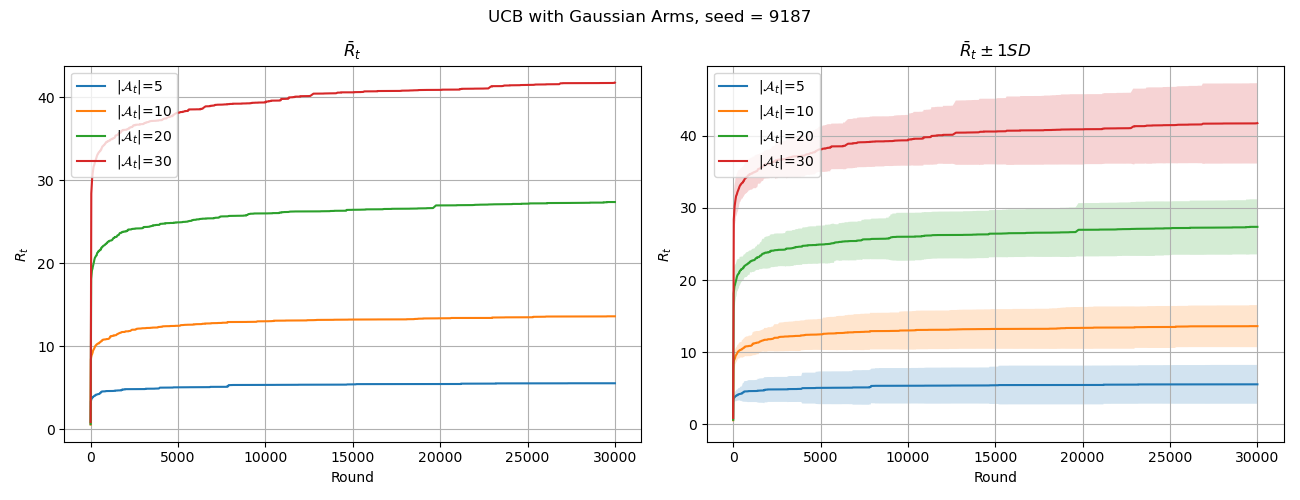 UCB with Gaussian Arms, seed = 9187
R̄ₜ
|𝒜ₜ|=5
|𝒜ₜ|=10
|𝒜ₜ|=20
|𝒜ₜ|=30
Rₜ
40
30
20
10
0
0 5000 10000 15000 20000 25000 30000
Round
R̄ₜ ± 1SD
|𝒜ₜ|=5
|𝒜ₜ|=10
|𝒜ₜ|=20
|𝒜ₜ|=30
Rₜ
40
30
20
10
0
0 5000 10000 15000 20000 25000 30000
Round